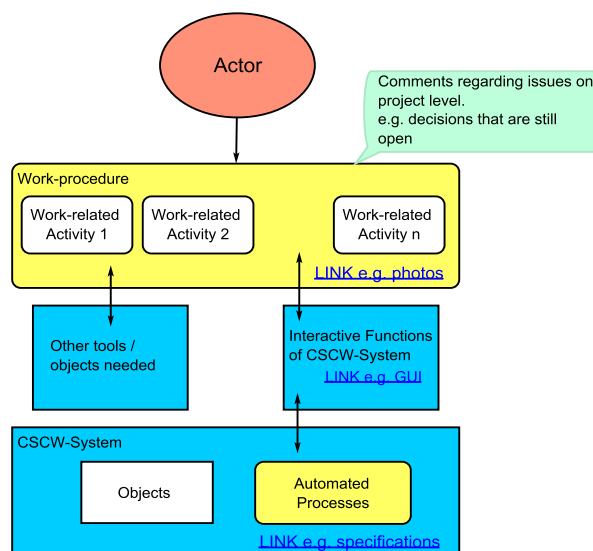 Actor
Comments regarding issues on
project level.
e.g. decisions that are still
open
Work-procedure
Work-related
Activity 1
Work-related
Activity 2
Work-related
Activity n
LINK e.g. photos
Other tools /
objects needed
Interactive Functions
of CSCW-System
LINK e.g. GUI
CSCW-System
Objects
Automated
Processes
LINK e.g. specifications